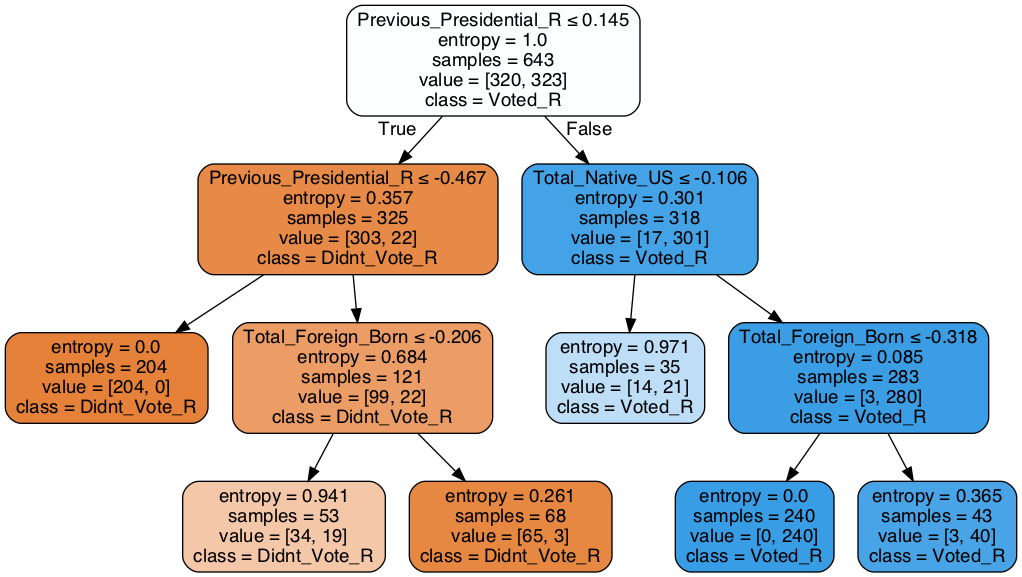 Previous_Presidential_R ≤ 0.145
entropy = 1.0
samples = 643
value = [320, 323]
class = Voted_R
True
False
Previous_Presidential_R ≤ -0.467
entropy = 0.357
samples = 325
value = [303, 22]
class = Didnt_Vote_R
Total_Native_US ≤ -0.106
entropy = 0.301
samples = 318
value = [17, 301]
class = Voted_R
entropy = 0.0
samples = 204
value = [204, 0]
class = Didnt_Vote_R
Total_Foreign_Born ≤ -0.206
entropy = 0.684
samples = 121
value = [99, 22]
class = Didnt_Vote_R
entropy = 0.971
samples = 35
value = [14, 21]
class = Voted_R
Total_Foreign_Born ≤ -0.318
entropy = 0.085
samples = 283
value = [3, 280]
class = Voted_R
entropy = 0.941
samples = 53
value = [34, 19]
class = Didnt_Vote_R
entropy = 0.261
samples = 68
value = [65, 3]
class = Didnt_Vote_R
entropy = 0.0
samples = 240
value = [0, 240]
class = Voted_R
entropy = 0.365
samples = 43
value = [3, 40]
class = Voted_R